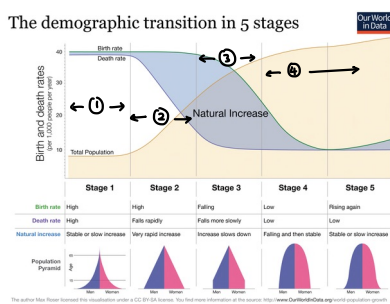 The demographic transition in 5 stages
Our World
in Data
Birth and death rates
(per 1,000 people per year)
40
30
20
10
Birth rate
Death rate
Natural Increase
Total Population
1
2
3
4
Stage 1 Stage 2 Stage 3 Stage 4 Stage 5
Birth rate High High Falling Low Rising again
Death rate High Falls rapidly Falls more slowly Low Low
Natural increase Stable or slow increase Very rapid increase Increase slows down Falling and then stable Stable or slow increase
Population
Pyramid
Age
Men Women Men Women Men Women Men Women Men Women
The author Max Roser licensed this visualisation under a CC BY-SA license. You find more information at the source: http://www.OurWorldInData.org/world-population-grow